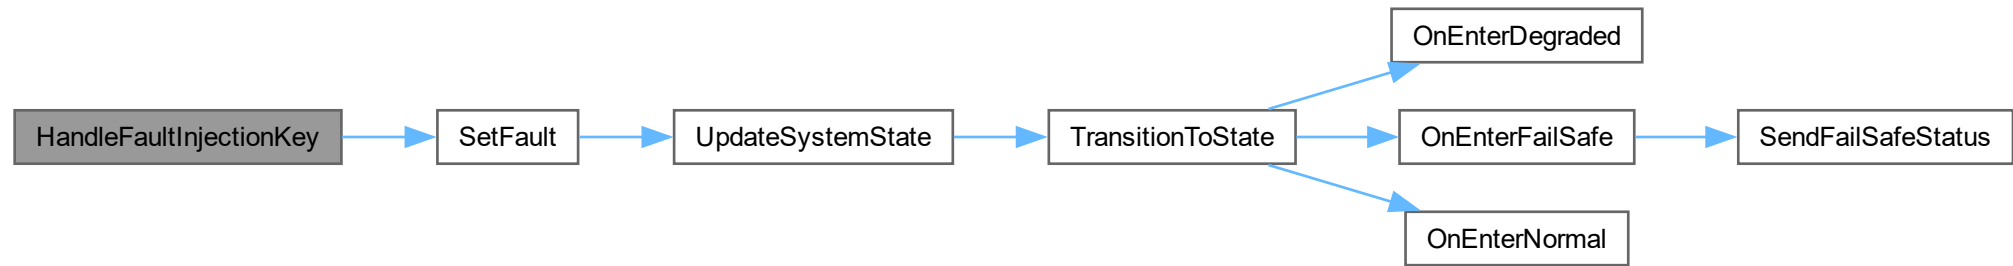 OnEnterDegraded
HandleFaultInjectionKey
SetFault
UpdateSystemState
TransitionToState
OnEnterFailSafe
SendFailSafeStatus
OnEnterNormal